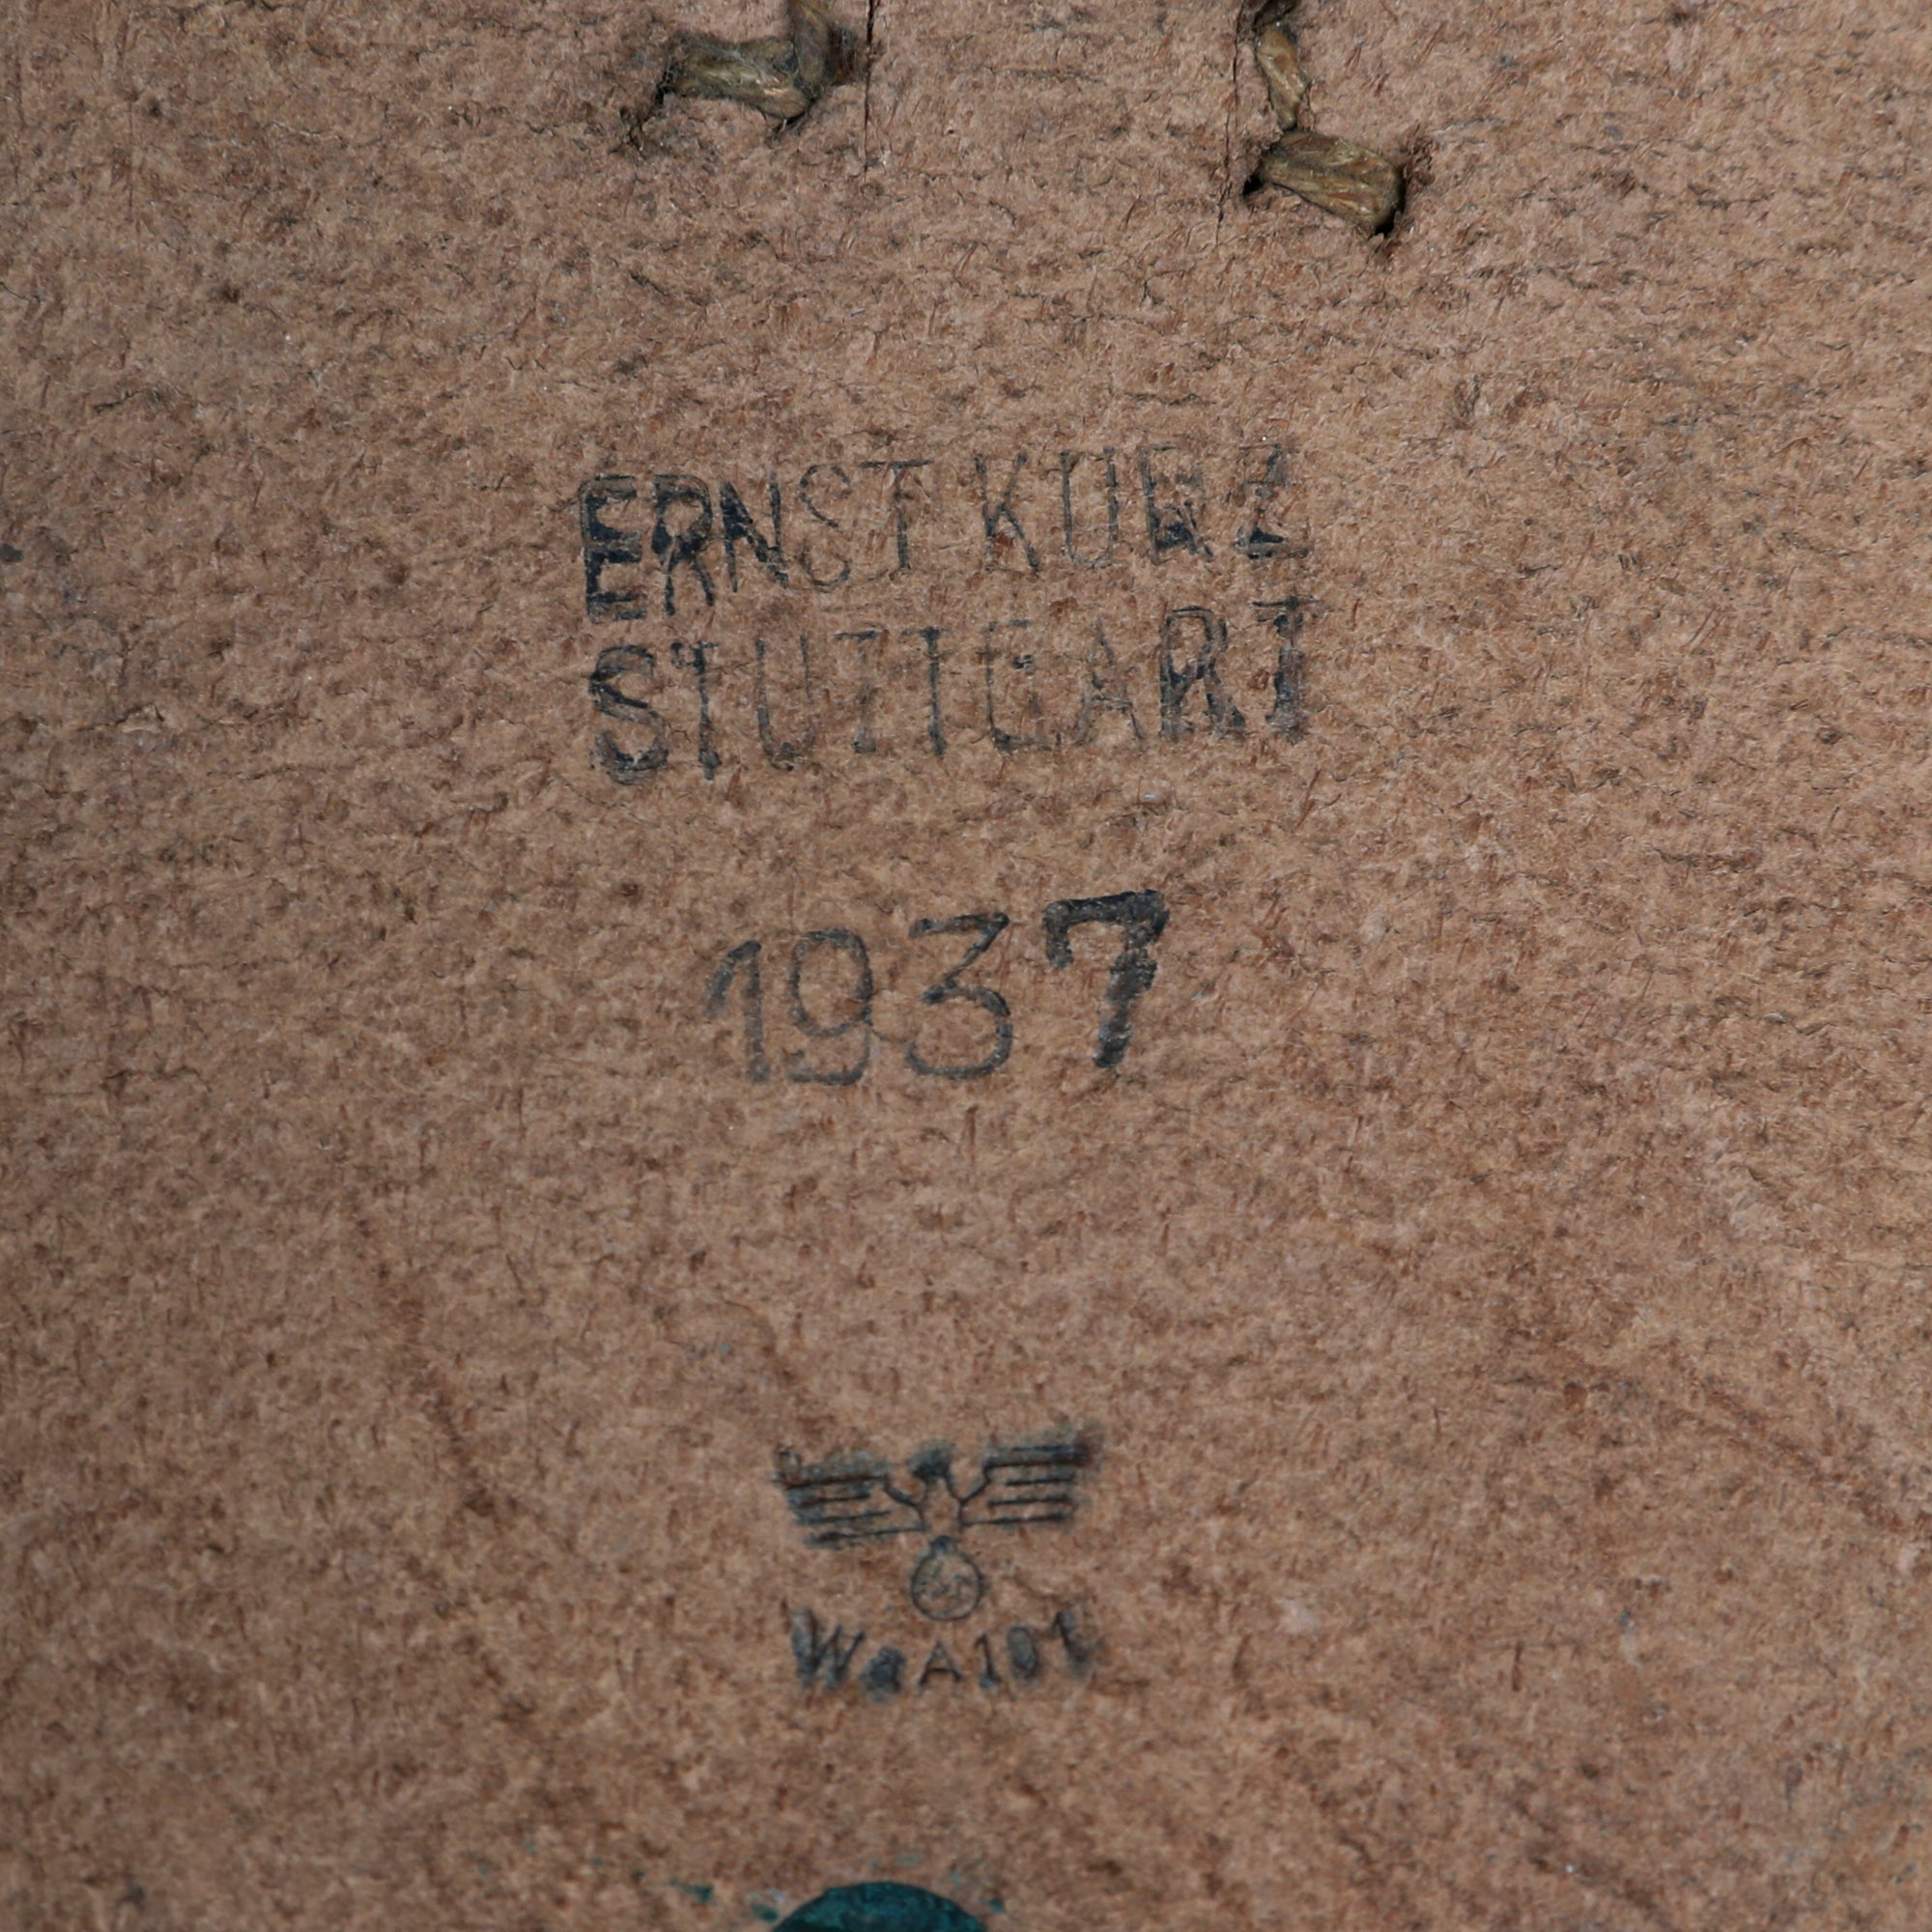 ERNST KURZ
STUTTGART
1937
WaA101